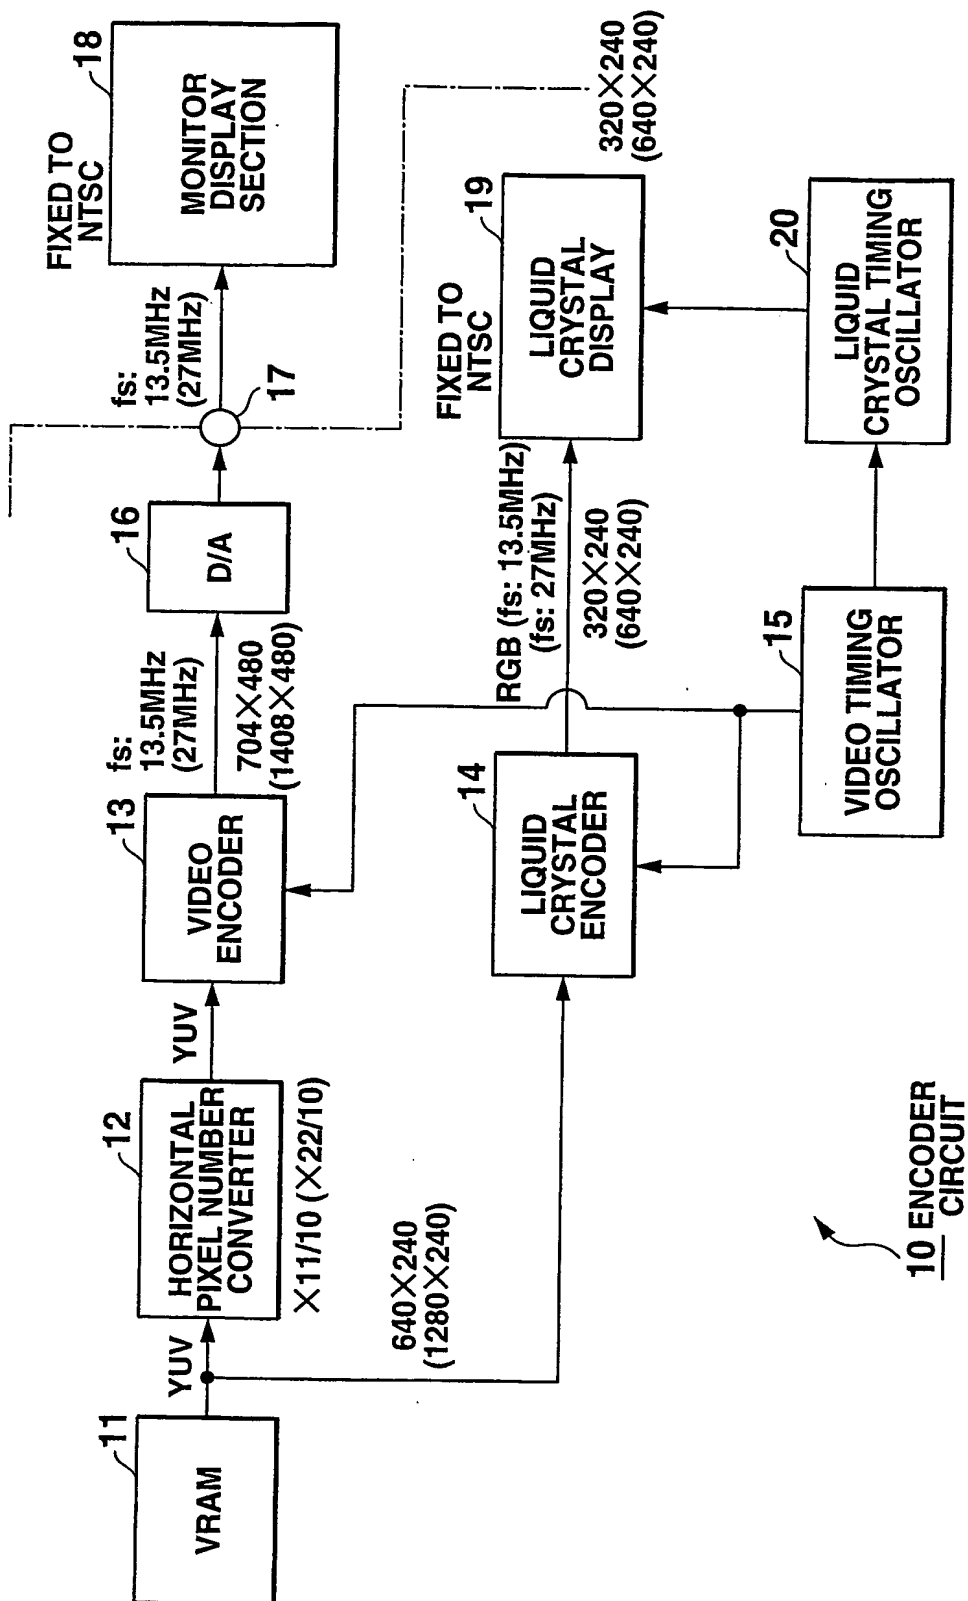 11
VRAM
YUV
12
HORIZONTAL
PIXEL NUMBER
CONVERTER
×11/10 (×22/10)
YUV
13
VIDEO
ENCODER
fs:
13.5MHz
(27MHz)
704×480
(1408×480)
16
D/A
17
fs:
13.5MHz
(27MHz)
FIXED TO
NTSC
18
MONITOR
DISPLAY
SECTION
640×240
(1280×240)
14
LIQUID
CRYSTAL
ENCODER
RGB (fs: 13.5MHz)
(fs: 27MHz)
320×240
(640×240)
FIXED TO
NTSC
19
LIQUID
CRYSTAL
DISPLAY
320×240
(640×240)
15
VIDEO TIMING
OSCILLATOR
20
LIQUID
CRYSTAL TIMING
OSCILLATOR
10 ENCODER
CIRCUIT